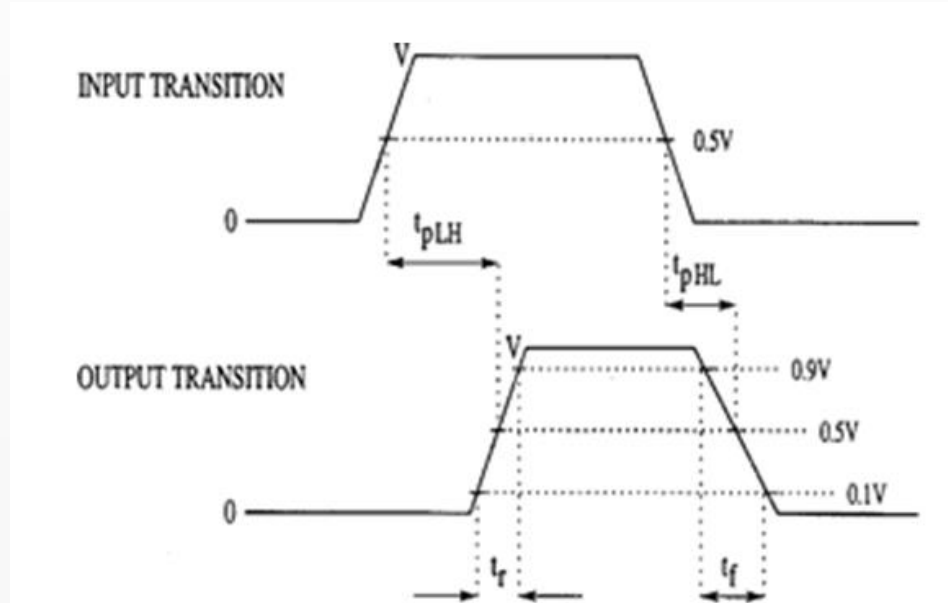 V
INPUT TRANSITION
0.5V
0
tpLH
tpHL
V
OUTPUT TRANSITION
0.9V
0.5V
0.1V
0
tr
tf